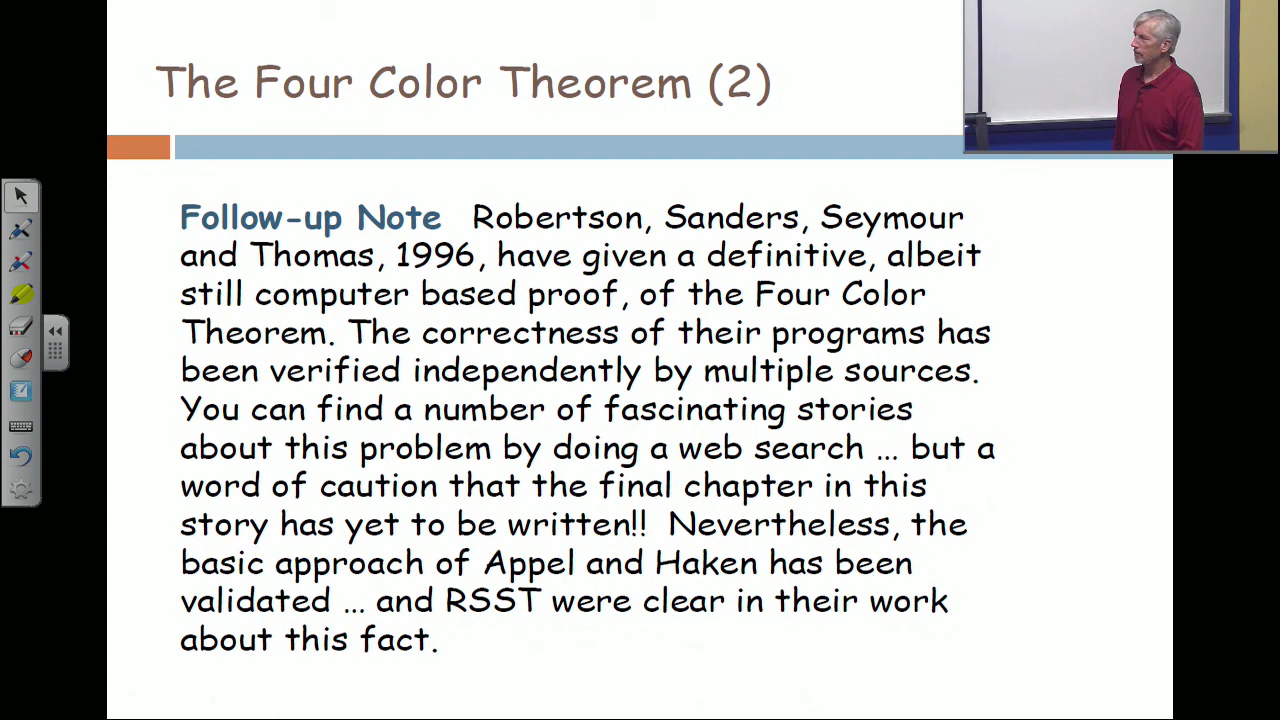 The Four Color Theorem (2)
Follow-up Note Robertson, Sanders, Seymour
and Thomas, 1996, have given a definitive, albeit
still computer based proof, of the Four Color
Theorem. The correctness of their programs has
been verified independently by multiple sources.
You can find a number of fascinating stories
about this problem by doing a web search … but a
word of caution that the final chapter in this
story has yet to be written!! Nevertheless, the
basic approach of Appel and Haken has been
validated … and RSST were clear in their work
about this fact.